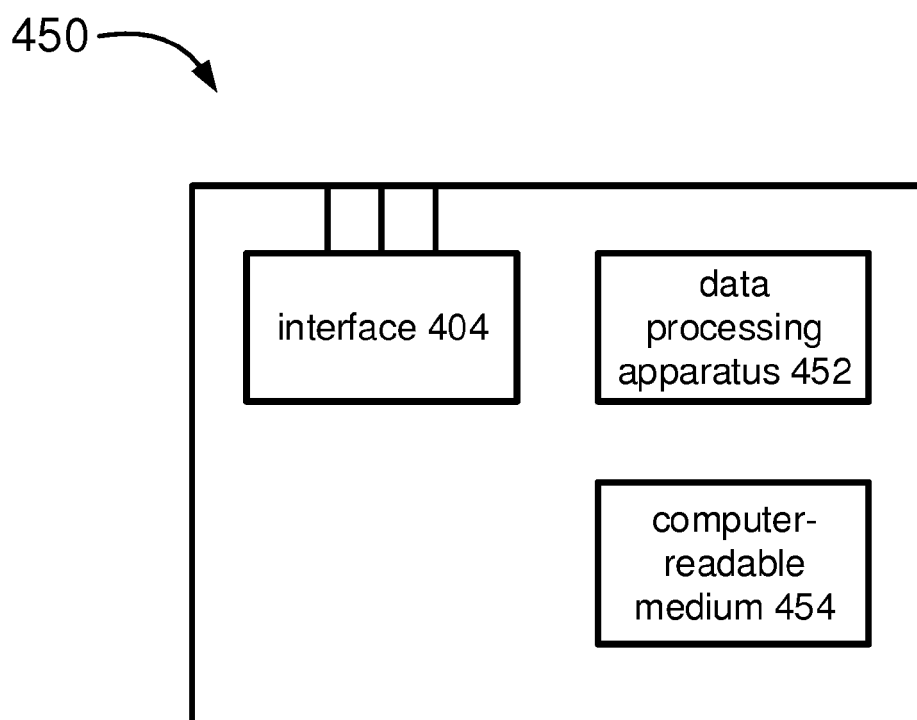 450
interface 404
data
processing
apparatus 452
computer-
readable
medium 454